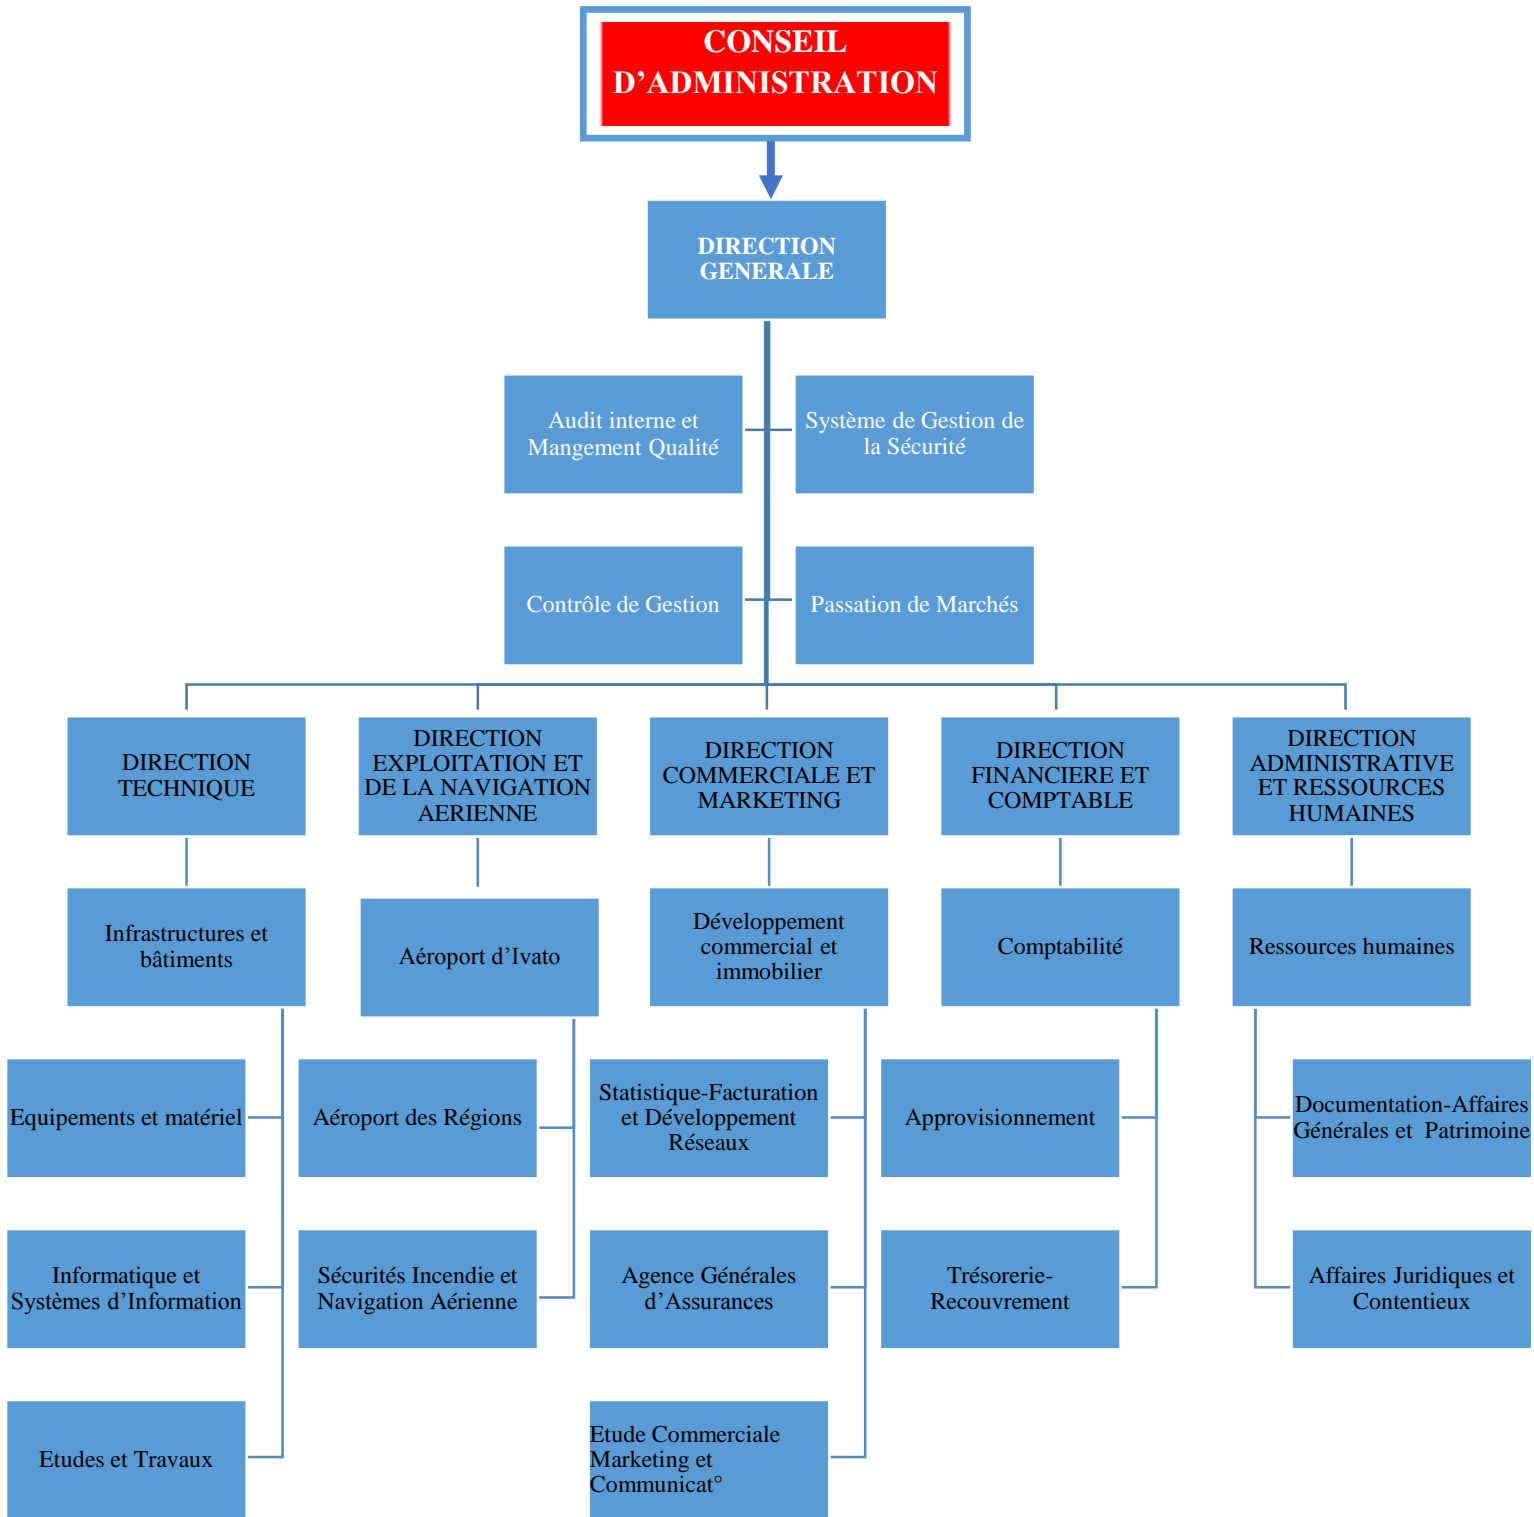 CONSEIL
D’ADMINISTRATION
DIRECTION
GENERALE
Audit interne et
Mangement Qualité
Système de Gestion de
la Sécurité
Contrôle de Gestion
Passation de Marchés
DIRECTION
TECHNIQUE
DIRECTION
EXPLOITATION ET
DE LA NAVIGATION
AERIENNE
DIRECTION
COMMERCIALE ET
MARKETING
DIRECTION
FINANCIERE ET
COMPTABLE
DIRECTION
ADMINISTRATIVE
ET RESSOURCES
HUMAINES
Infrastructures et
bâtiments
Aéroport d’Ivato
Développement
commercial et
immobilier
Comptabilité
Ressources humaines
Equipements et matériel
Aéroport des Régions
Statistique-Facturation
et Développement
Réseaux
Approvisionnement
Documentation-Affaires
Générales et  Patrimoine
Informatique et
Systèmes d’Information
Sécurités Incendie et
Navigation Aérienne
Agence Générales
d’Assurances
Trésorerie-
Recouvrement
Affaires Juridiques et
Contentieux
Etudes et Travaux
Etude Commerciale
Marketing et
Communicat°